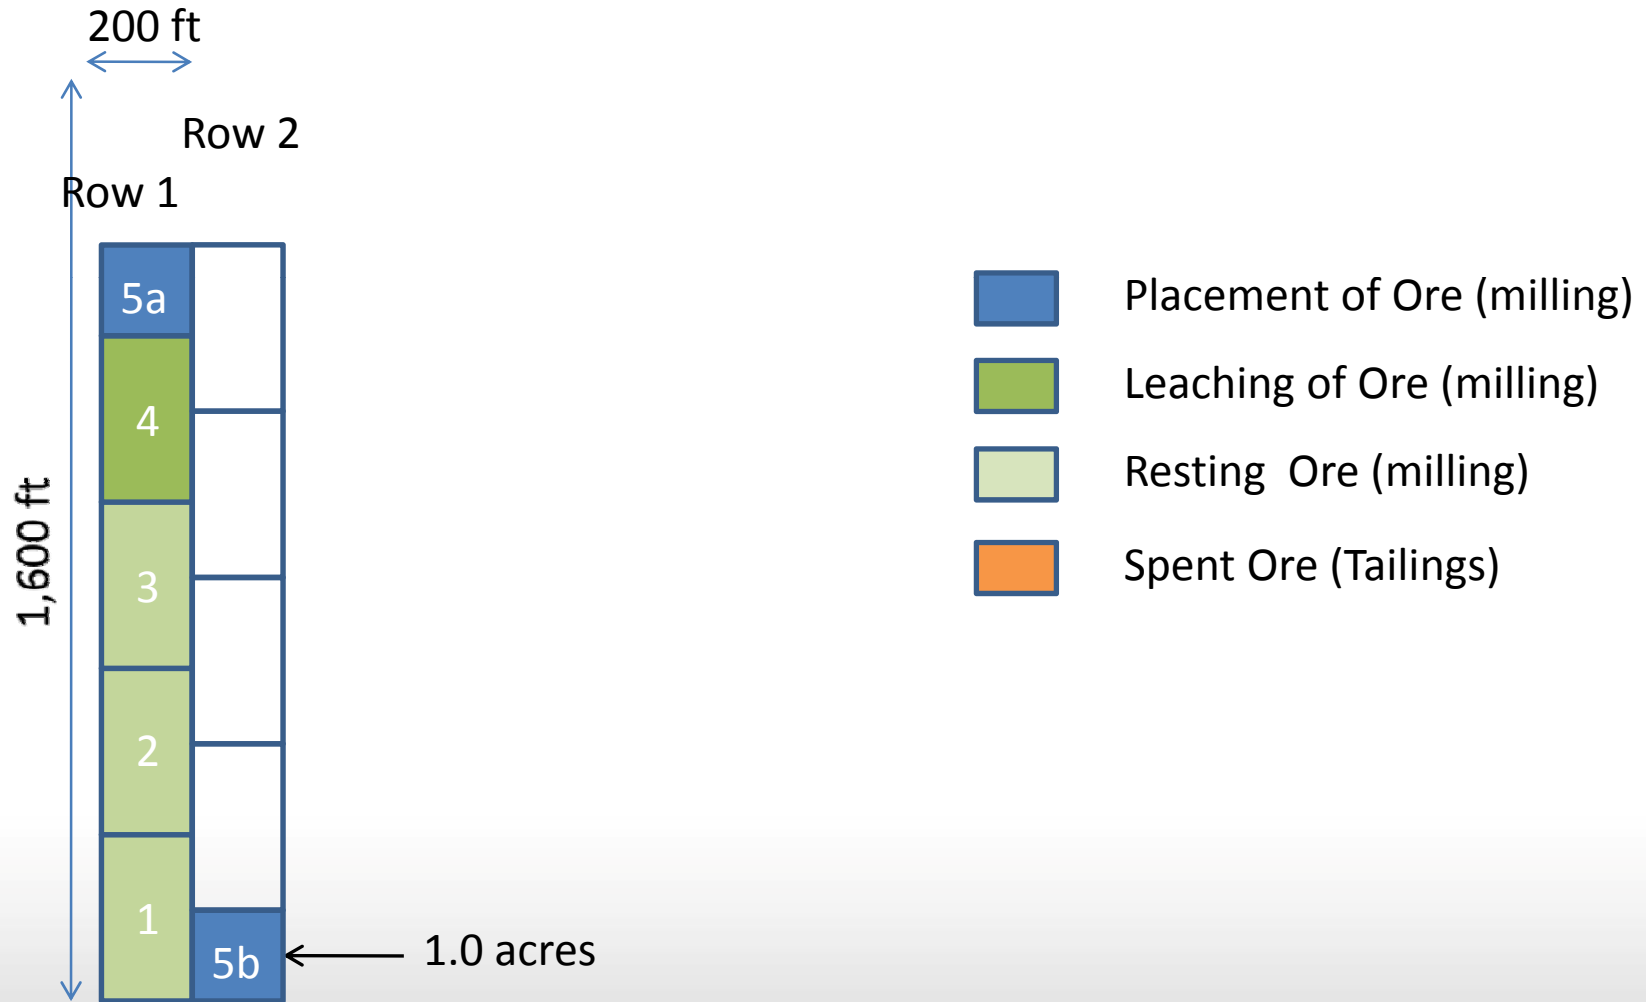 200 ft
Row 2
Row 1
5a
4
3
2
1
5b
1,600 ft
1.0 acres
Placement of Ore (milling)
Leaching of Ore (milling)
Resting  Ore (milling)
Spent Ore (Tailings)